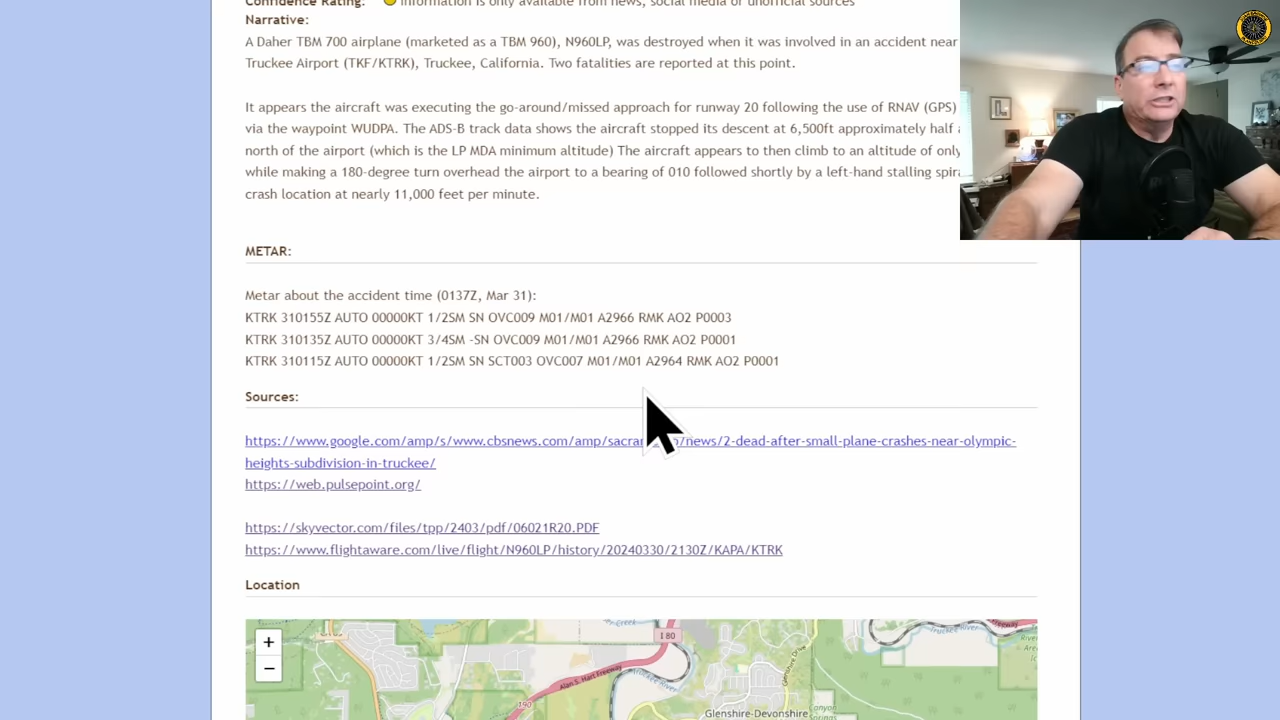 Confidence Rating: Information is only available from news, social media or unofficial sources
Narrative:
A Daher TBM 700 airplane (marketed as a TBM 960), N960LP, was destroyed when it was involved in an accident near
Truckee Airport (TKF/KTRK), Truckee, California. Two fatalities are reported at this point.
It appears the aircraft was executing the go-around/missed approach for runway 20 following the use of RNAV (GPS)
via the waypoint WUDPA. The ADS-B track data shows the aircraft stopped its descent at 6,500ft approximately half
north of the airport (which is the LP MDA minimum altitude) The aircraft appears to then climb to an altitude of only
while making a 180-degree turn overhead the airport to a bearing of 010 followed shortly by a left-hand stalling
crash location at nearly 11,000 feet per minute.
METAR:
Metar about the accident time (0137Z, Mar 31):
KTRK 310155Z AUTO 00000KT 1/2SM SN OVC009 M01/M01 A2966 RMK AO2 P0003
KTRK 310135Z AUTO 00000KT 3/4SM -SN OVC009 M01/M01 A2966 RMK AO2 P0001
KTRK 310115Z AUTO 00000KT 1/2SM SN SCT003 OVC007 M01/M01 A2964 RMK AO2 P0001
Sources:
https://www.google.com/amp/s/www.cbsnews.com/amp/sacra /news/2-dead-after-small-plane-crashes-near-olympic-
heights-subdivision-in-truckee/
https://web.pulsepoint.org/
https://skyvector.com/files/tpp/2403/pdf/06021R20.PDF
https://www.flightaware.com/live/flight/N960LP/history/20240330/2130Z/KAPA/KTRK
Location
+
−
I 80
Alan S. Hart Freeway
Truckee River
Glenshire Drive
190
Glenshire-Devonshire
Canyon